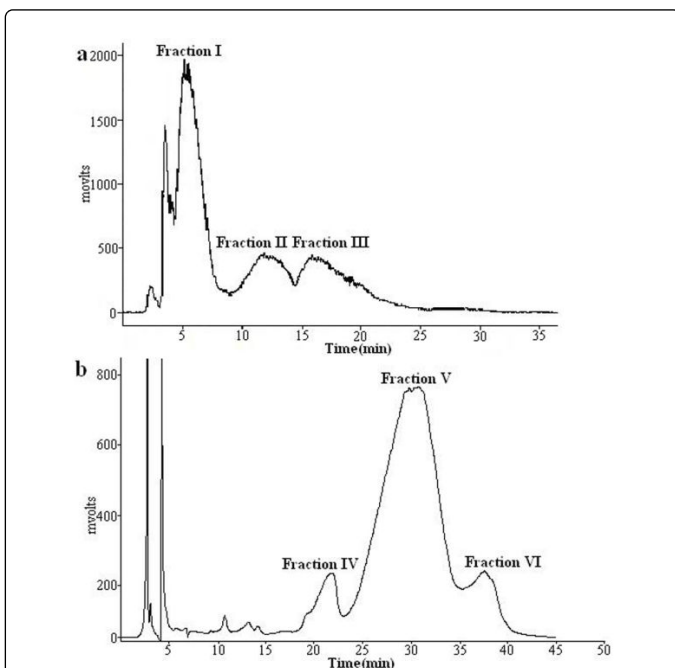 a
Fraction I
2000
1500
1000
500
0
movlts
Fraction II Fraction III
5 10 15 20 25 30 35
Time(min)
b
Fraction V
800
600
400
200
0
mvolts
Fraction IV
Fraction VI
5 10 15 20 25 30 35 40 45 50
Time(min)